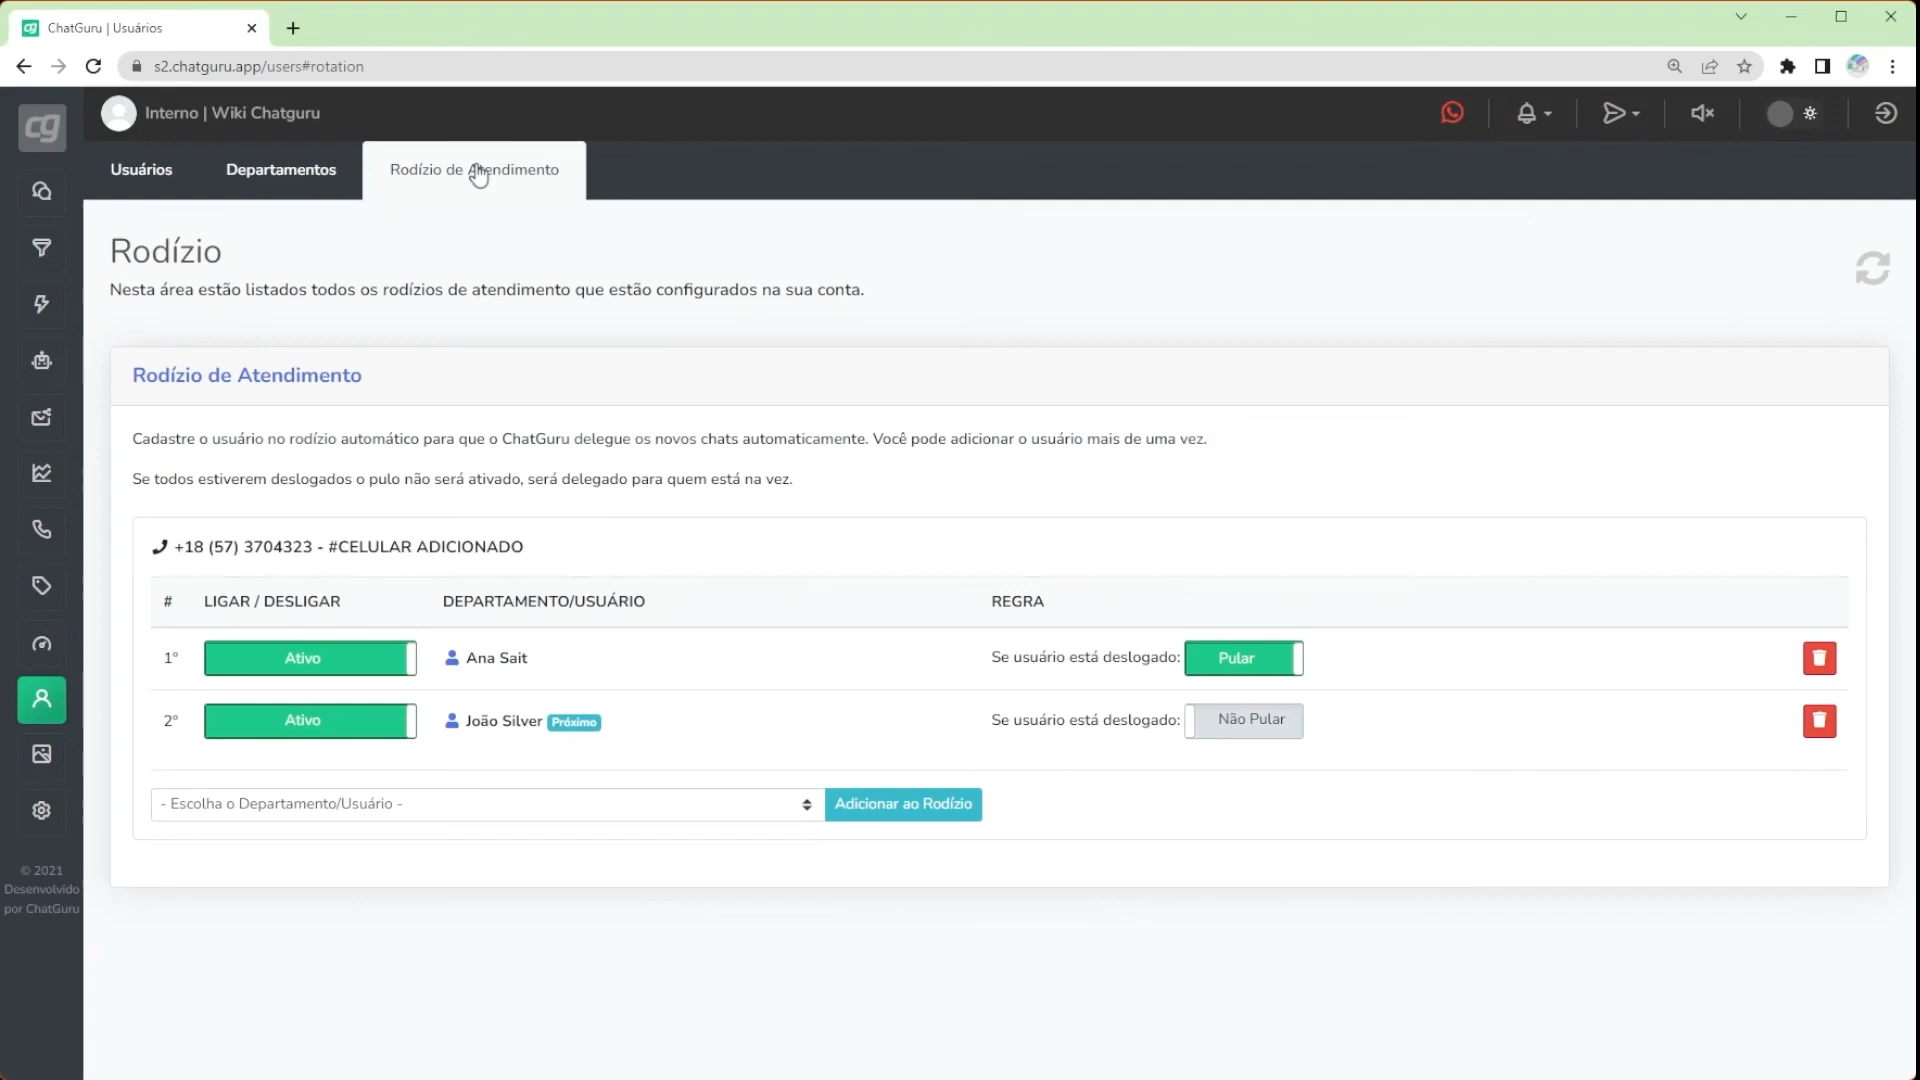 ChatGuru | Usuários
s2.chatguru.app/users#rotation
cg
Interno | Wiki Chatguru
Usuários
Departamentos
Rodízio de Atendimento
Rodízio
Nesta área estão listados todos os rodízios de atendimento que estão configurados na sua conta.
Rodízio de Atendimento
Cadastre o usuário no rodízio automático para que o ChatGuru delegue os novos chats automaticamente. Você pode adicionar o usuário mais de uma vez.
Se todos estiverem deslogados o pulo não será ativado, será delegado para quem está na vez.
+18 (57) 3704323 - #CELULAR ADICIONADO
# LIGAR / DESLIGAR DEPARTAMENTO/USUÁRIO REGRA
1º Ativo Ana Sait Se usuário está deslogado: Pular
2º Ativo João Silver Próximo Se usuário está deslogado: Não Pular
- Escolha o Departamento/Usuário - Adicionar ao Rodízio
© 2021
Desenvolvido
por ChatGuru